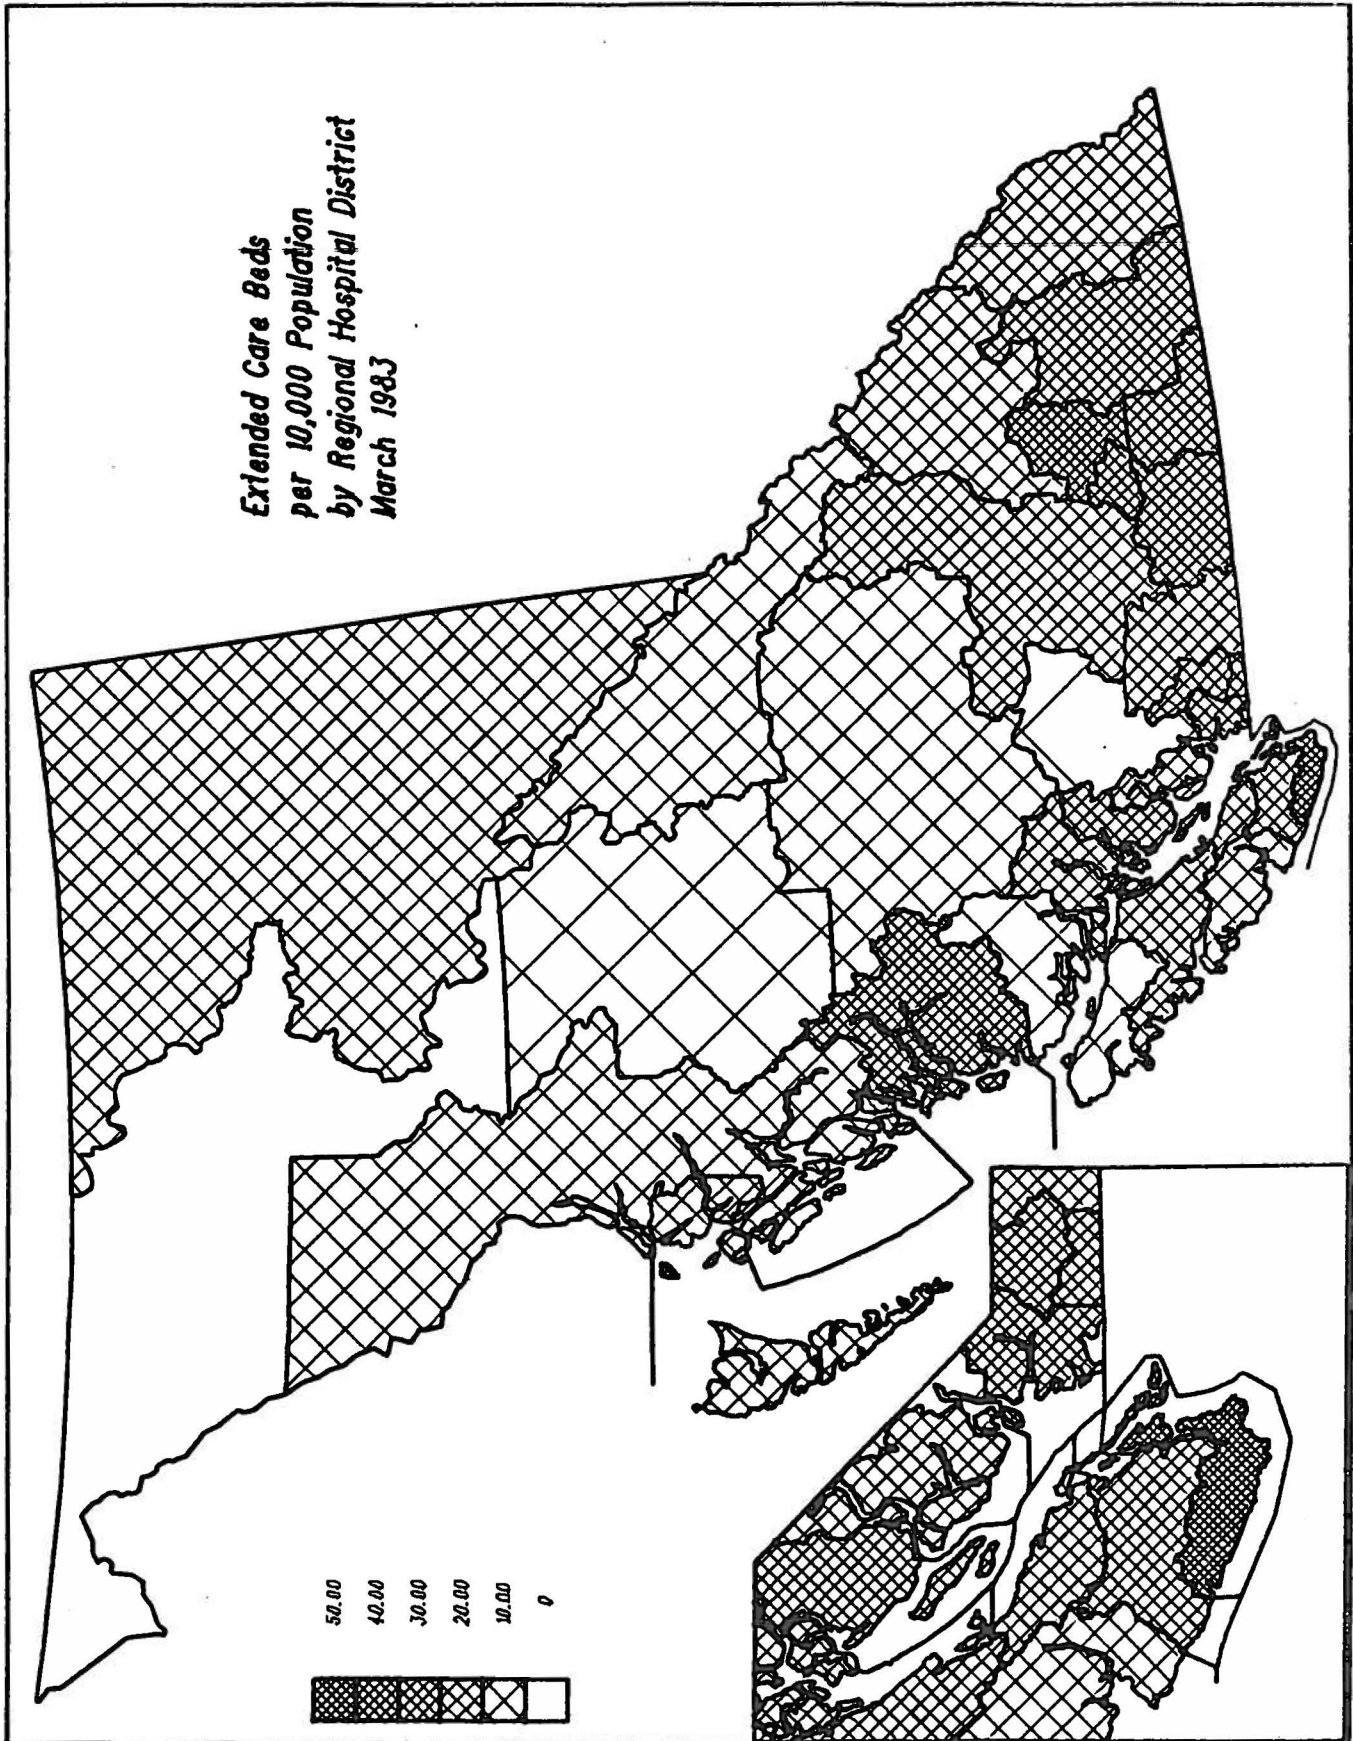 Extended Care Beds
per 10,000 Population
by Regional Hospital District
March 1983
50.00
40.00
30.00
20.00
10.00
0